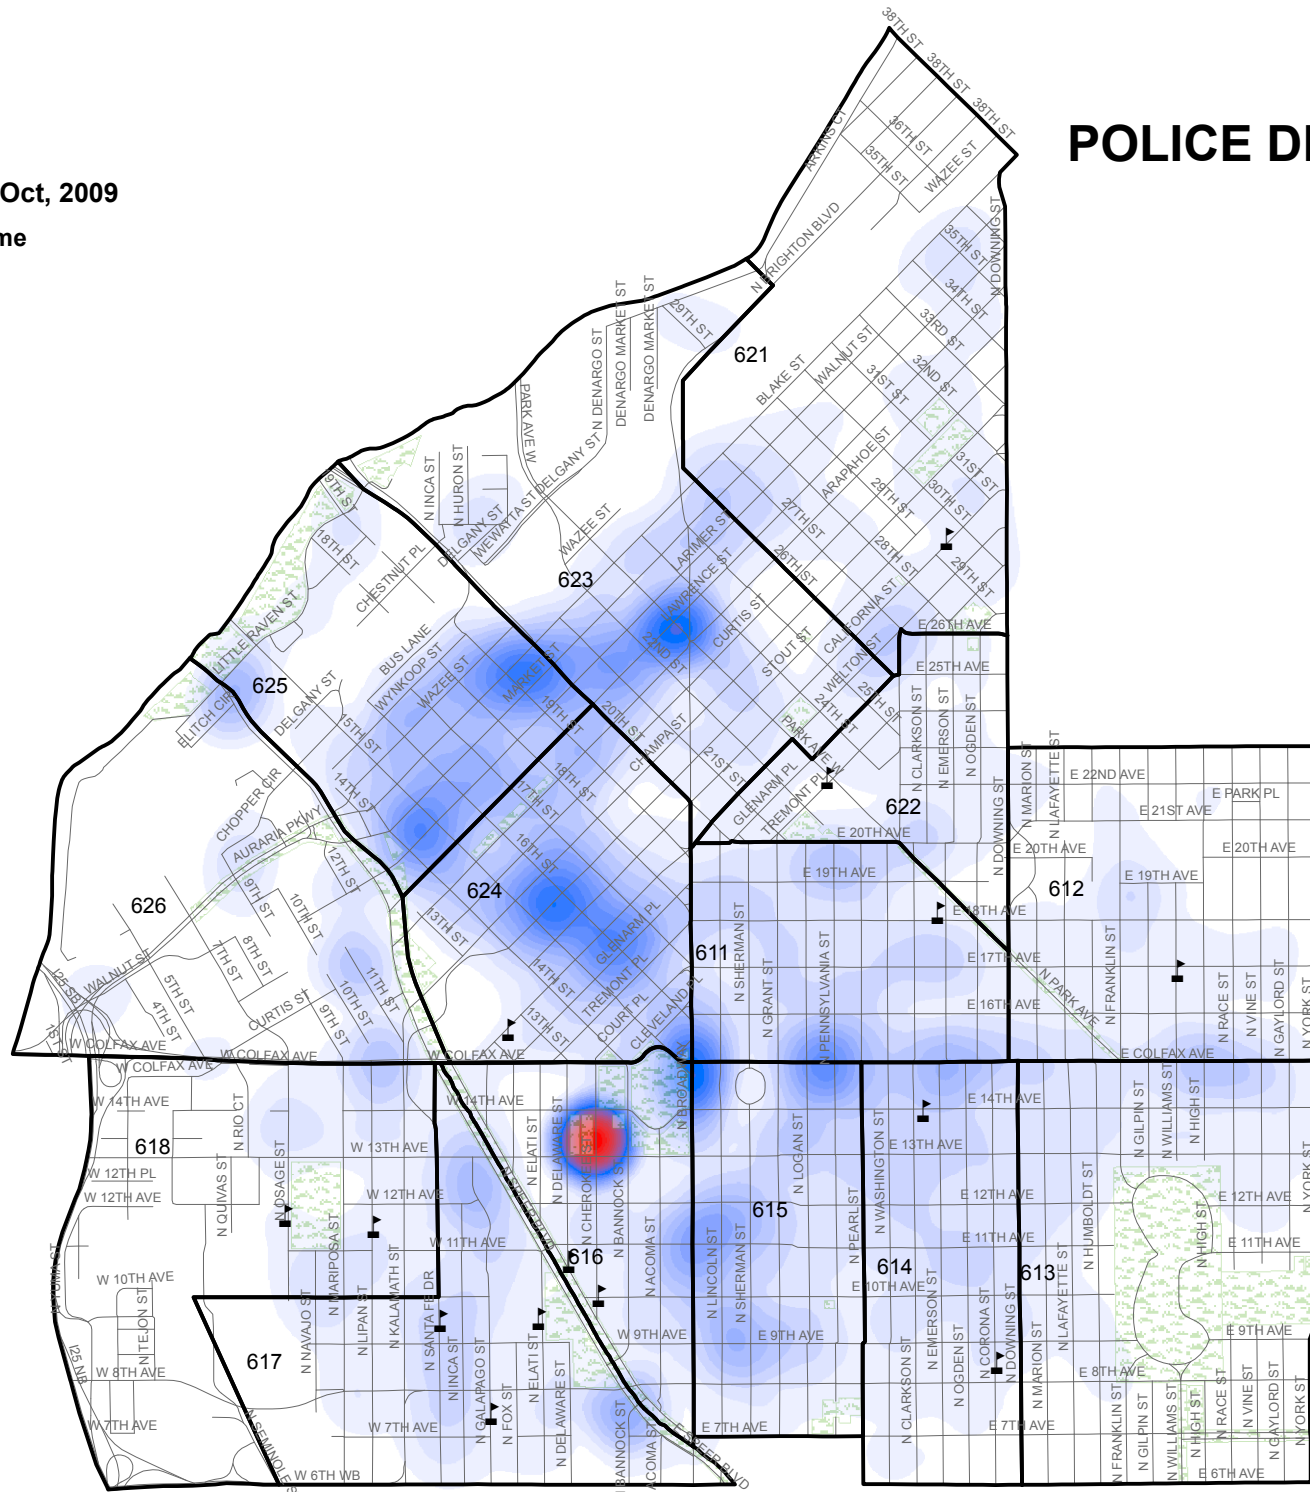 POLICE DI
Oct, 2009
me
38TH ST
38TH ST
38TH ST
ARKINS CT
36TH ST
35TH ST
WAZEE ST
N BRIGHTON BLVD
N DOWNING ST
35TH ST
34TH ST
33RD ST
32ND ST
31ST ST
29TH ST
N DENARGO ST
DENARGO MARKET ST
DENARGO MARKET ST
621
BLAKE ST
WALNUT ST
PARK AVE W
ARAPAHOE ST
31ST ST
30TH ST
29TH ST
29TH ST
28TH ST
27TH ST
26TH ST
N INCA ST
N HURON ST
DELGANY ST
DELGANY ST
WEWATTA ST
WAZEE ST
LARIMER ST
LAWRENCE ST
623
CURTIS ST
STOUT ST
CALIFORNIA ST
WELTON ST
E 26TH AVE
E 25TH AVE
25TH ST
24TH ST
22ND ST
21ST ST
20TH ST
CHAMPA ST
9TH ST
18TH ST
CHESTNUT PL
LITTLE RAVEN ST
BUS LANE
WYNKOOP ST
WAZEE ST
MARKET ST
19TH ST
625
ELITCH CIR
DELGANY ST
15TH ST
14TH ST
PARK AVE W
GLENARM PL
TREMONT PL
622
N CLARKSON ST
N EMERSON ST
N OGDEN ST
N DOWNING ST
E 20TH AVE
N MARION ST
N LAFAYETTE ST
E 22ND AVE
E PARK PL
E 21ST AVE
E 20TH AVE
E 20TH AVE
CHOPPER CIR
AURARIA PKWY
12TH ST
18TH ST
17TH ST
16TH ST
624
E 19TH AVE
E 19TH AVE
612
626
9TH ST
10TH ST
13TH ST
GLENARM PL
TREMONT PL
COURT PL
CLEVELAND PL
14TH ST
13TH ST
611
N SHERMAN ST
N GRANT ST
N PENNSYLVANIA ST
E 18TH AVE
E 17TH AVE
E 16TH AVE
N PARK AVE
N FRANKLIN ST
N RACE ST
N VINE ST
N GAYLORD ST
N YORK ST
WALNUT ST
7TH ST
8TH ST
5TH ST
4TH ST
CURTIS ST
11TH ST
10TH ST
9TH ST
I25 SB
1ST ST
W COLFAX AVE
W COLFAX AVE
W COLFAX AVE
W COLFAX AVE
E COLFAX AVE
N BROADWAY
W 14TH AVE
W 14TH AVE
E 14TH AVE
618
N RIO CT
W 13TH AVE
E 13TH AVE
W 12TH PL
W 12TH AVE
W 12TH AVE
E 12TH AVE
E 12TH AVE
N QUIVAS ST
N OSAGE ST
N MARIPOSA ST
N ELATI ST
N DELAWARE ST
N CHEROKEE ST
N BANNOCK ST
N SPEER BLVD
N LOGAN ST
N WASHINGTON ST
N GILPIN ST
N WILLIAMS ST
N HIGH ST
N YORK ST
615
W 11TH AVE
E 11TH AVE
E 11TH AVE
N PEARL ST
N HUMBOLDT ST
N HIGH ST
616
614
613
N YUMA ST
W 10TH AVE
E 10TH AVE
N ACOMA ST
N LINCOLN ST
N SHERMAN ST
N TEJON ST
N NAVAJO ST
N LIPAN ST
N KALAMATH ST
N SANTA FE DR
N INCA ST
N GALAPAGO ST
N FOX ST
N ELATI ST
N DELAWARE ST
W 9TH AVE
E 9TH AVE
E 9TH AVE
N EMERSON ST
N CORONA ST
N DOWNING ST
N LAFAYETTE ST
N OGDEN ST
N CLARKSON ST
N MARION ST
617
I25 NB
W 8TH AVE
E 8TH AVE
W 7TH AVE
W 7TH AVE
E 7TH AVE
E 7TH AVE
N SEMINOLE
W 6TH WB
N BANNOCK ST
ACOMA ST
E SPEER BLVD
N FRANKLIN ST
N GILPIN ST
N WILLIAMS ST
N HIGH ST
N RACE ST
N VINE ST
N GAYLORD ST
N YORK ST
E 6TH AVE